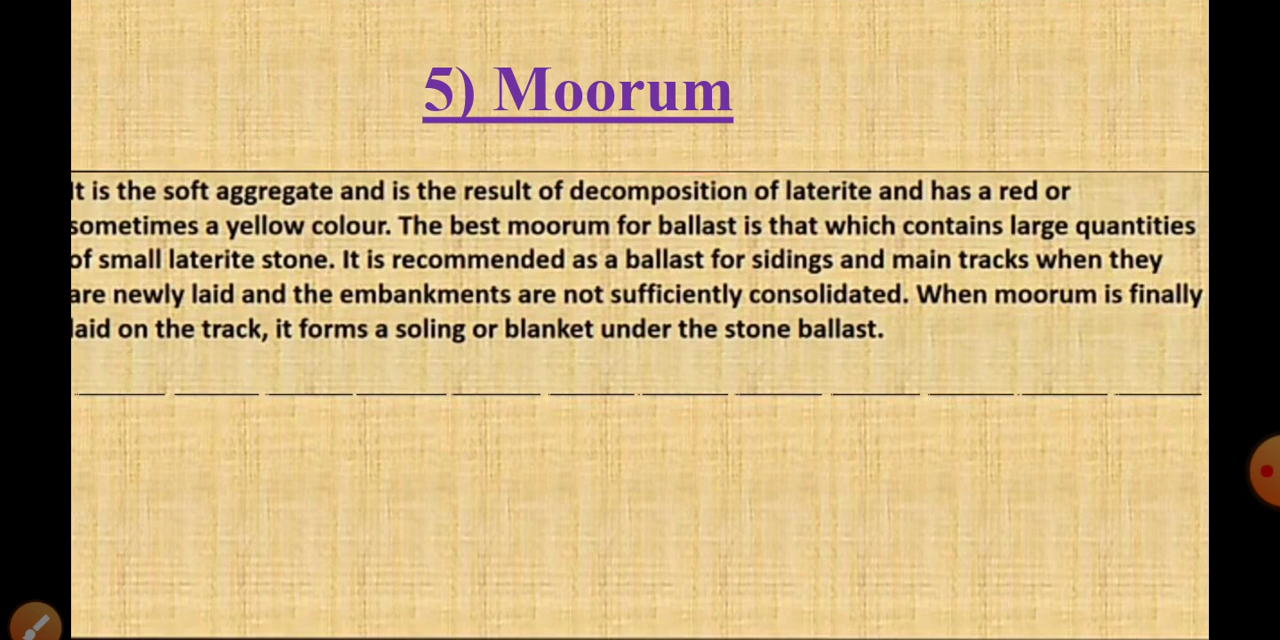 5) Moorum
It is the soft aggregate and is the result of decomposition of laterite and has a red or
sometimes a yellow colour. The best moorum for ballast is that which contains large quantities
of small laterite stone. It is recommended as a ballast for sidings and main tracks when they
are newly laid and the embankments are not sufficiently consolidated. When moorum is finally
laid on the track, it forms a soling or blanket under the stone ballast.